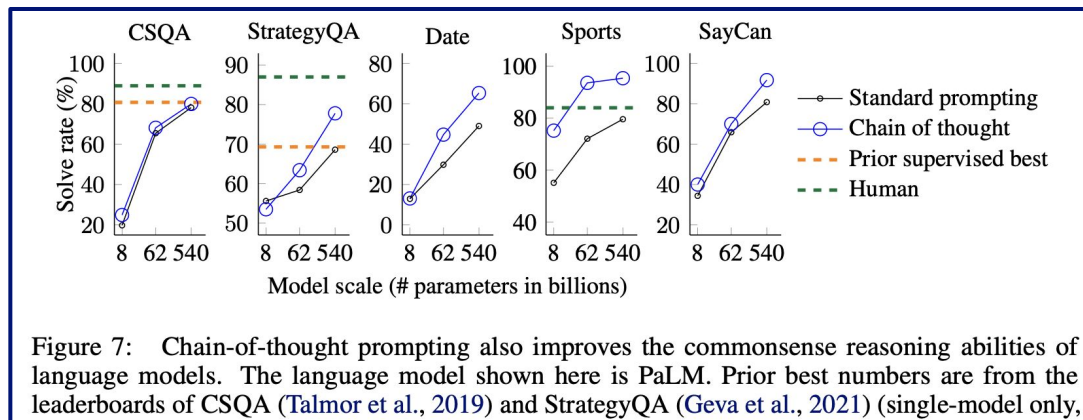 CSQA StrategyQA Date Sports SayCan
100 90 80 100 100
80 80 60 80 80
60 70 40 60 60
40 60 20 40 40
20 50 0 20
Solve rate (%)
8 62 540 8 62 540 8 62 540 8 62 540 8 62 540
Model scale (# parameters in billions)
Standard prompting
Chain of thought
Prior supervised best
Human
Figure 7: Chain-of-thought prompting also improves the commonsense reasoning abilities of
language models. The language model shown here is PaLM. Prior best numbers are from the
leaderboards of CSQA (Talmor et al., 2019) and StrategyQA (Geva et al., 2021) (single-model only,